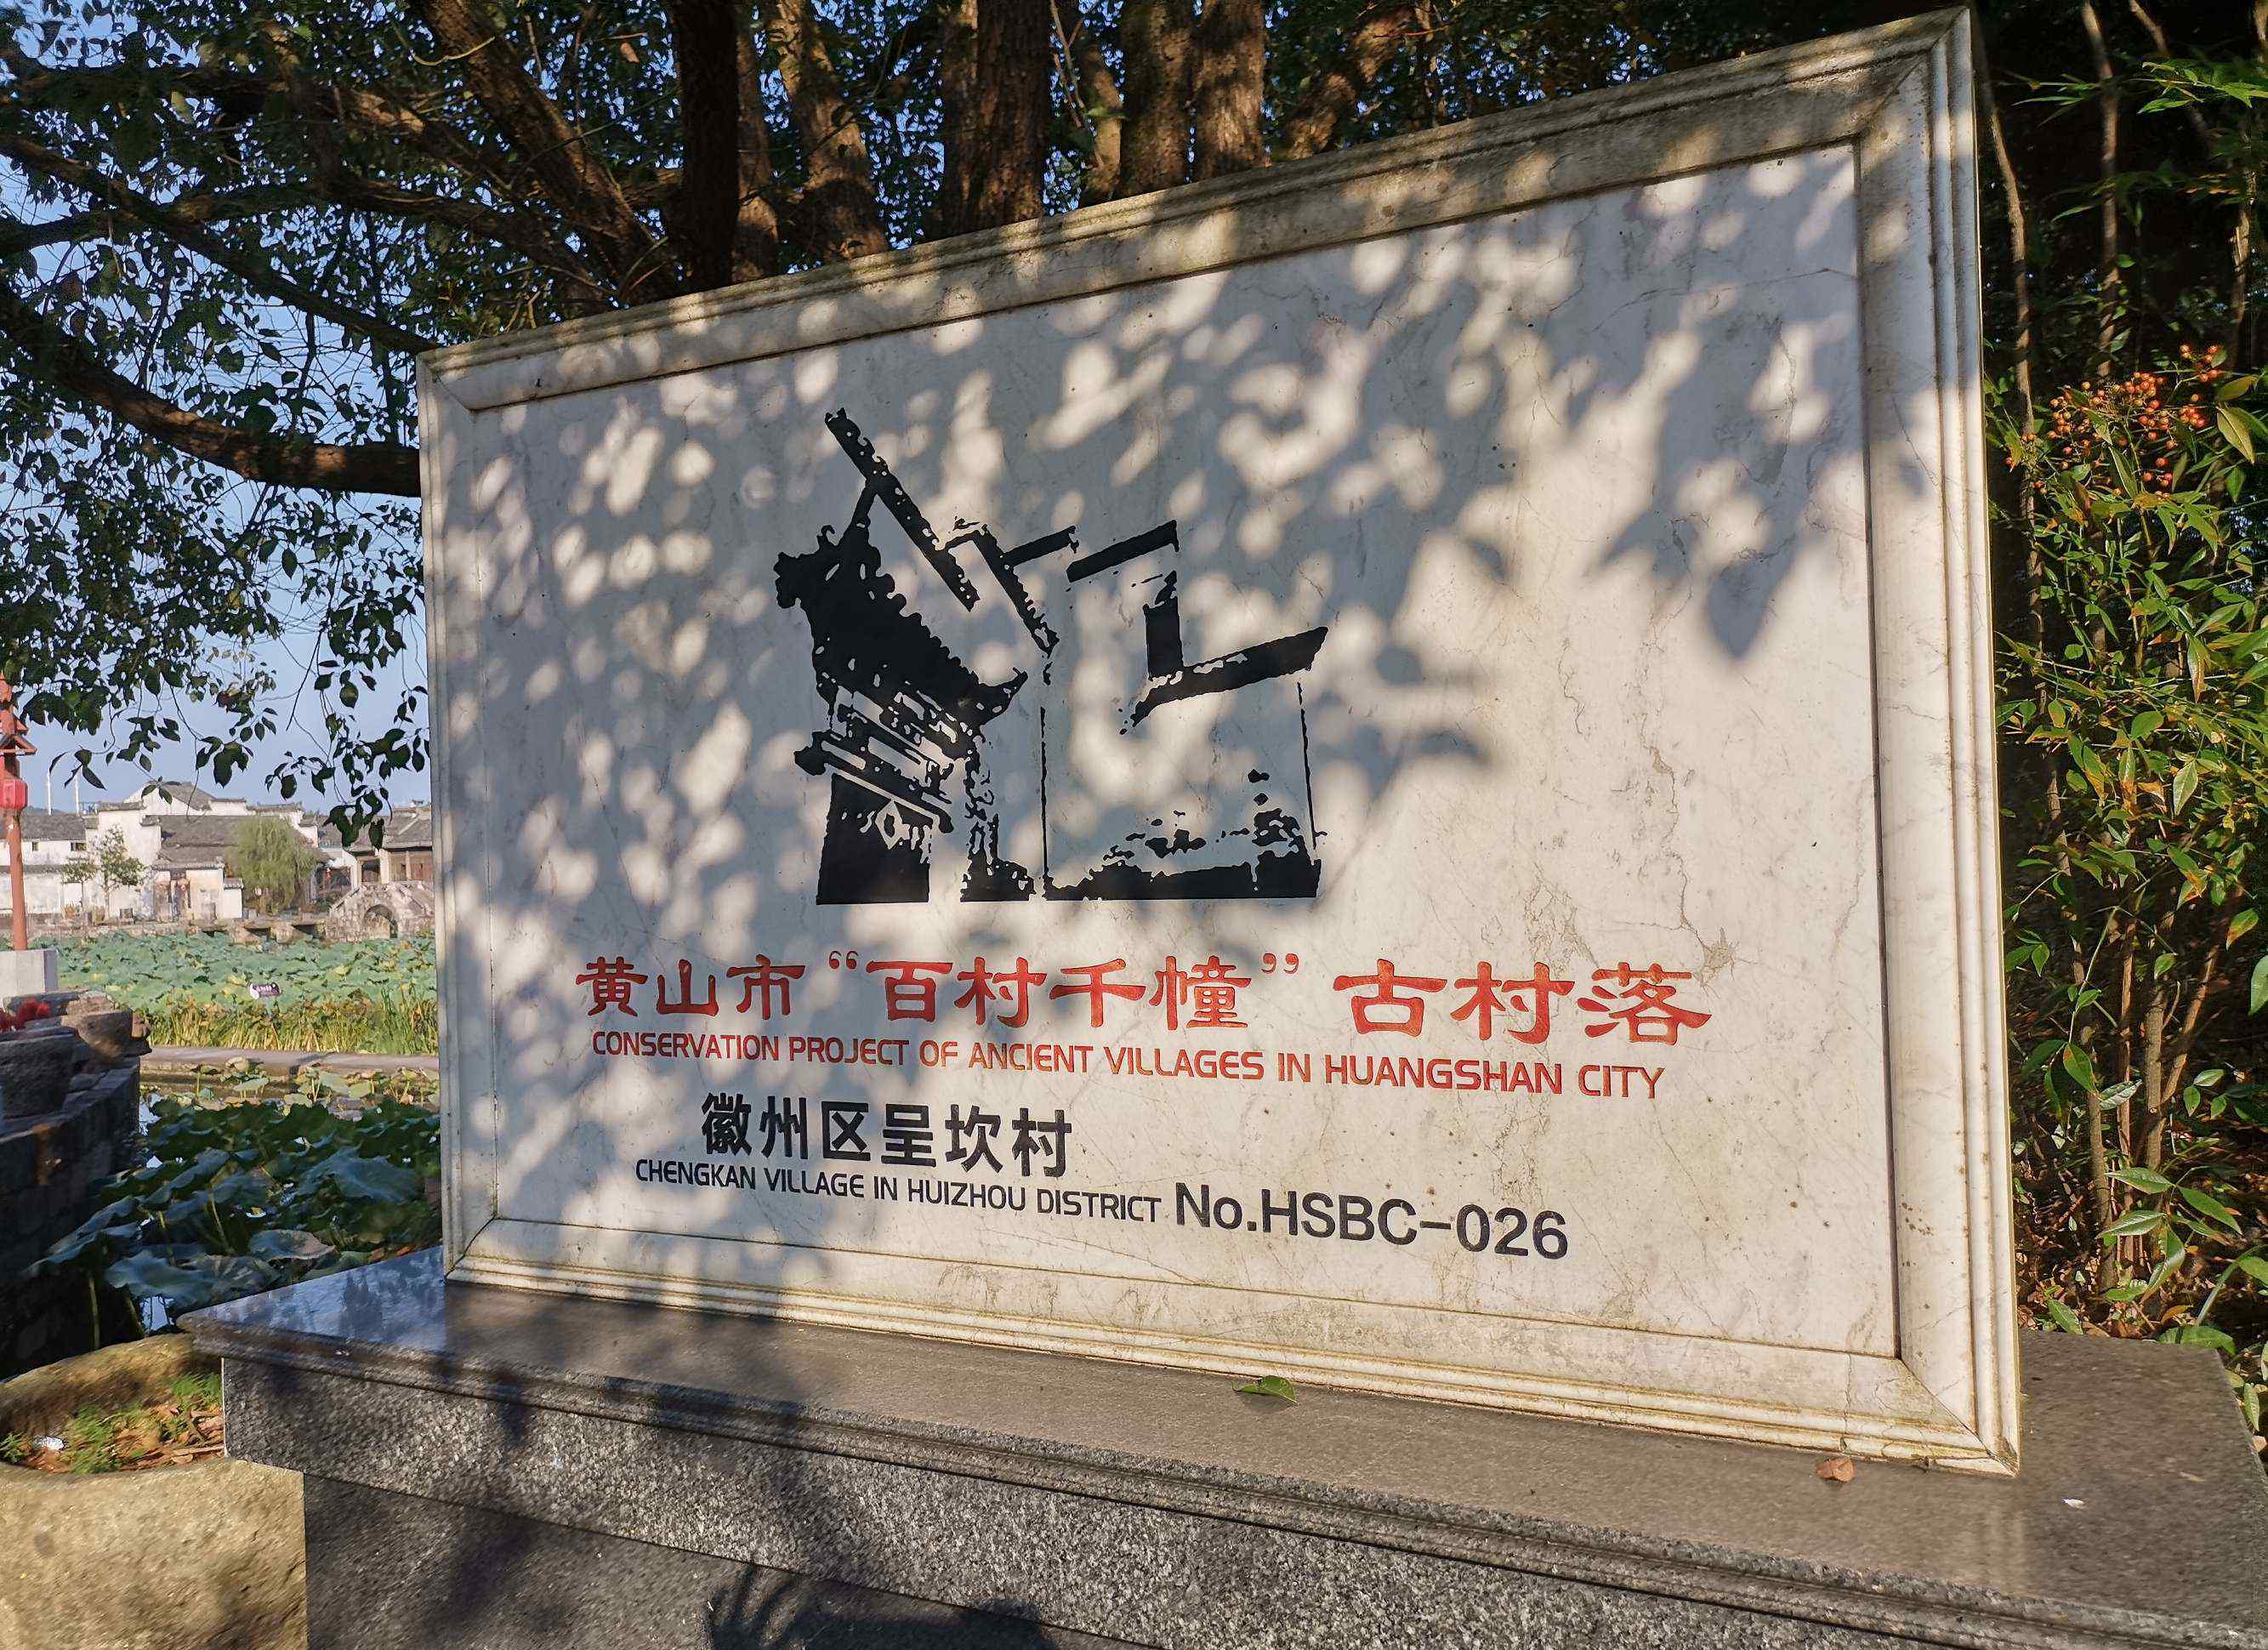 黄山市“百村千幢”古村落
CONSERVATION PROJECT OF ANCIENT VILLAGES IN HUANGSHAN CITY
徽州区呈坎村
CHENGKAN VILLAGE IN HUIZHOU DISTRICT No.HSBC-026